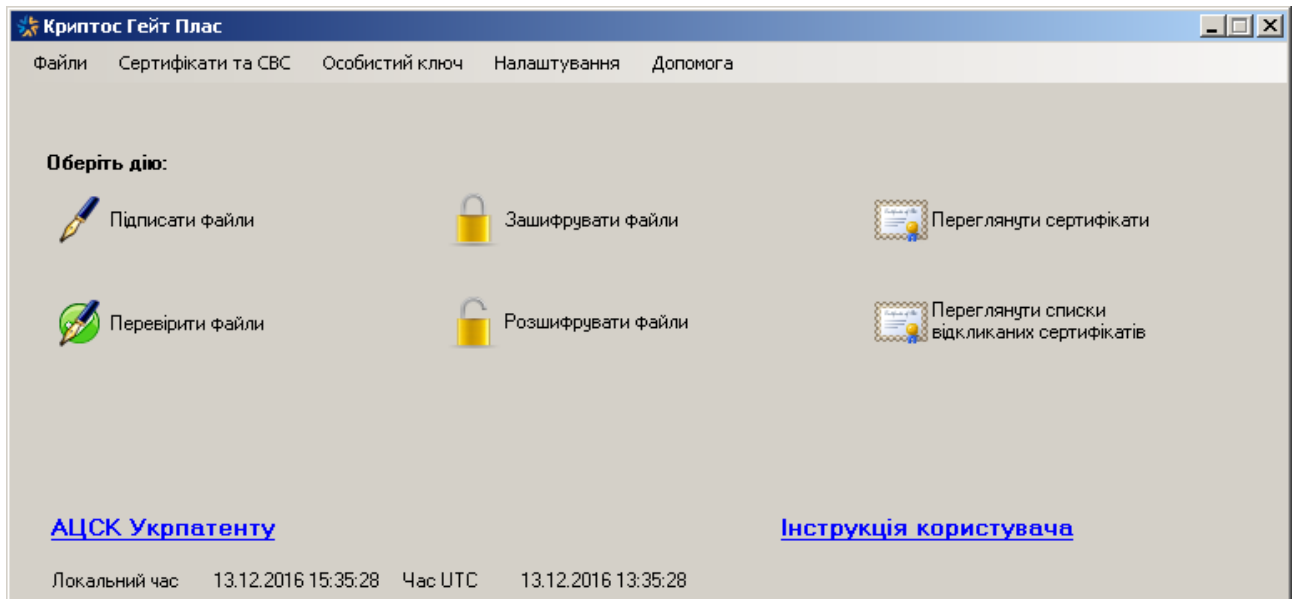 Криптос Гейт Плас
Файли Сертифікати та СВС Особистий ключ Налаштування Допомога
Оберіть дію:
Підписати файли Зашифрувати файли Переглянути сертифікати
Перевірити файли Розшифрувати файли Переглянути списки
відкликаних сертифікатів
АЦСК Укрпатенту Інструкція користувача
Локальний час 13.12.2016 15:35:28 Час UTC 13.12.2016 13:35:28